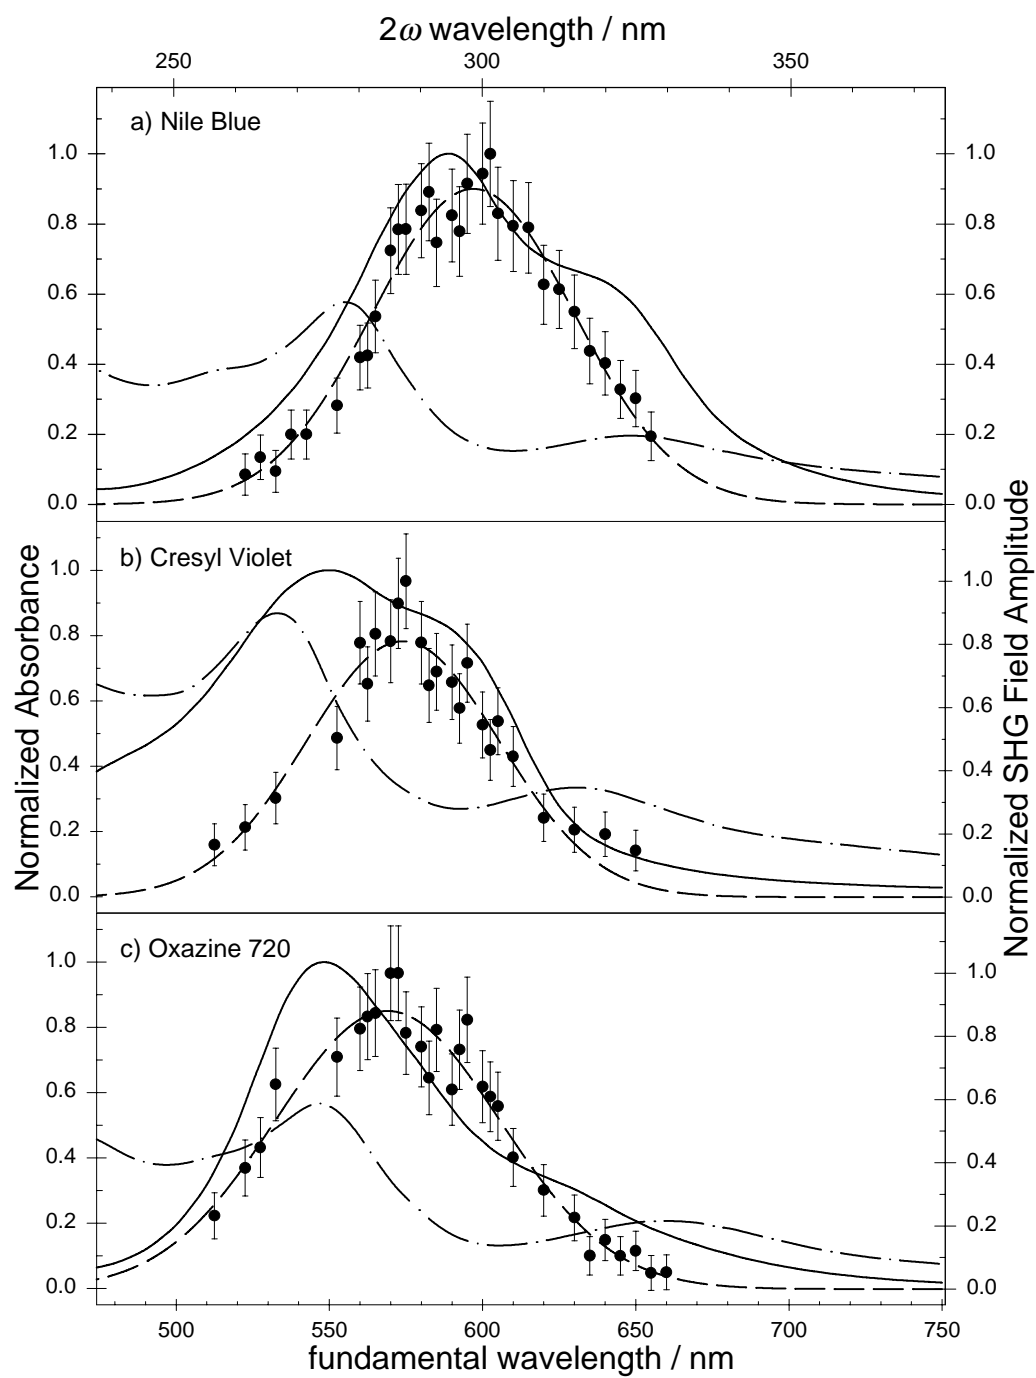 2ω wavelength / nm
250 300 350
a) Nile Blue
1.0 1.0
0.8 0.8
0.6 0.6
0.4 0.4
0.2 0.2
0.0 0.0
b) Cresyl Violet
1.0 1.0
0.8 0.8
0.6 0.6
0.4 0.4
0.2 0.2
0.0 0.0
Normalized Absorbance
Normalized SHG Field Amplitude
c) Oxazine 720
1.0 1.0
0.8 0.8
0.6 0.6
0.4 0.4
0.2 0.2
0.0 0.0
500 550 600 650 700 750
fundamental wavelength / nm